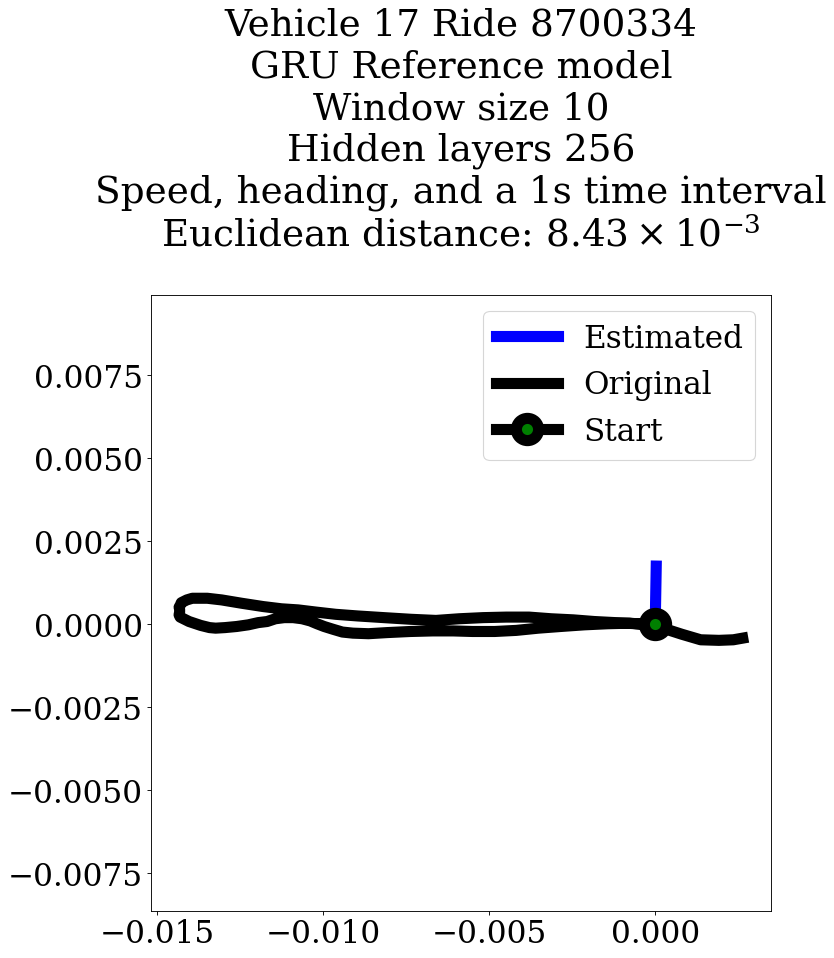 Vehicle 17 Ride 8700334
GRU Reference model
Window size 10
Hidden layers 256
Speed, heading, and a 1s time interval
Euclidean distance: 8.43 × 10⁻³
Estimated
Original
Start
0.0075
0.0050
0.0025
0.0000
−0.0025
−0.0050
−0.0075
−0.015 −0.010 −0.005 0.000